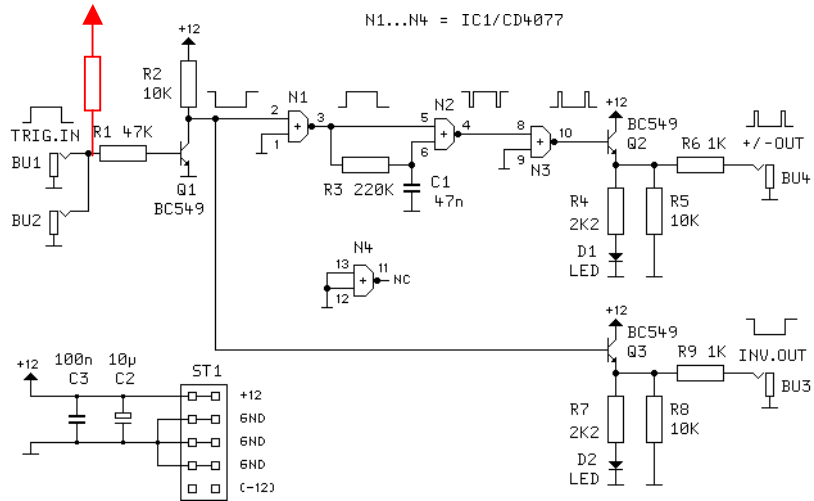 N1...N4 = IC1/CD4077
+12
R2
10K
TRIG.IN
R1 47K
BU1
BU2
Q1
BC549
N1
2
1
3
R3 220K
C1
47n
N2
5
6
4
N3
8
9
10
+12
BC549
Q2
R6 1K
+/-OUT
BU4
R4
2K2
R5
10K
D1
LED
N4
13
12
11
NC
+12
BC549
Q3
R9 1K
INV.OUT
BU3
R7
2K2
R8
10K
D2
LED
+12
100n
C3
10µ
C2
ST1
+12
GND
GND
GND
(-12)